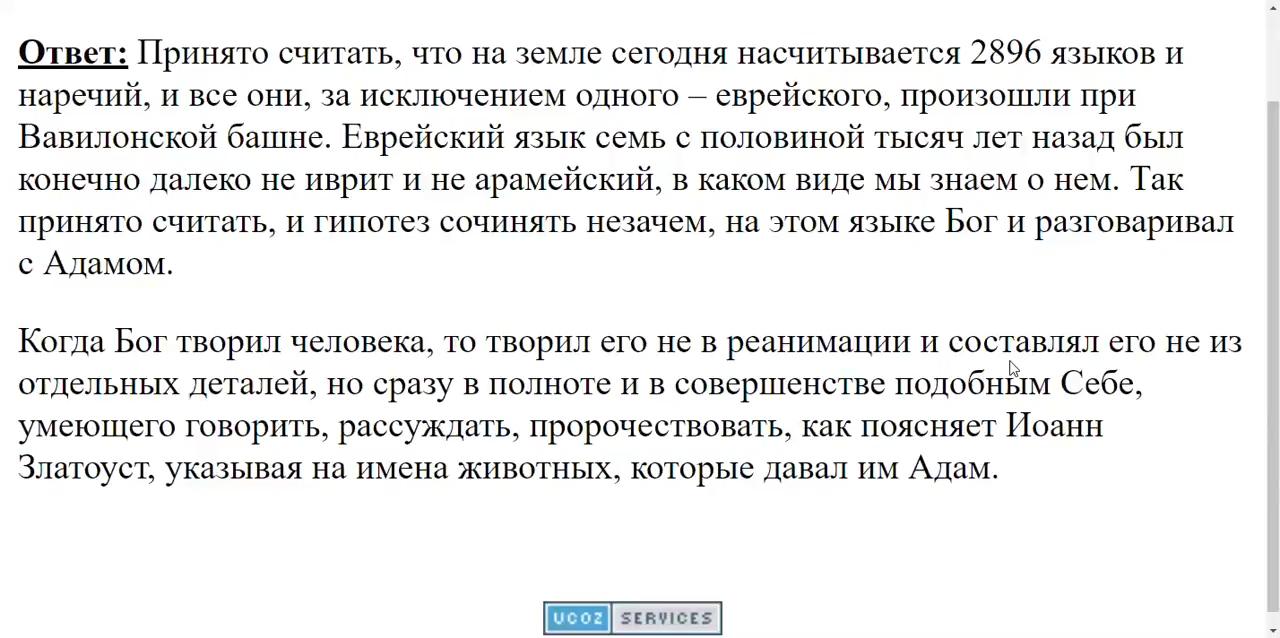 Ответ: Принято считать, что на земле сегодня насчитывается 2896 языков и
наречий, и все они, за исключением одного – еврейского, произошли при
Вавилонской башне. Еврейский язык семь с половиной тысяч лет назад был
конечно далеко не иврит и не арамейский, в каком виде мы знаем о нем. Так
принято считать, и гипотез сочинять незачем, на этом языке Бог и разговаривал
с Адамом.
Когда Бог творил человека, то творил его не в реанимации и составлял его не из
отдельных деталей, но сразу в полноте и в совершенстве подобным Себе,
умеющего говорить, рассуждать, пророчествовать, как поясняет Иоанн
Златоуст, указывая на имена животных, которые давал им Адам.
UCOZ SERVICES